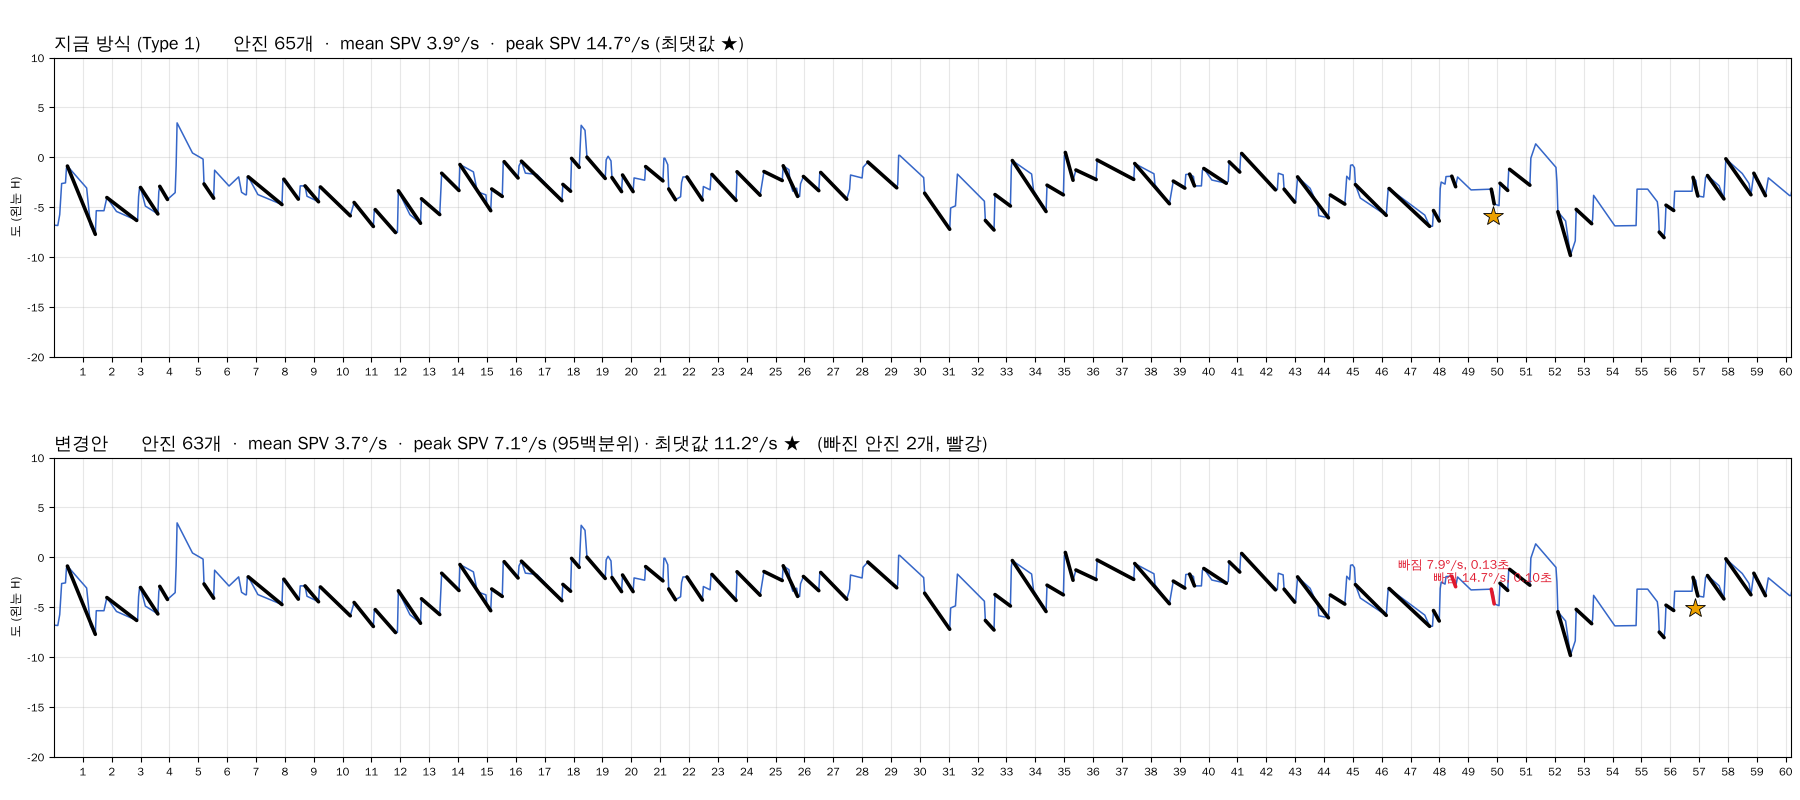 지금 방식 (Type 1) 안진 65개 · mean SPV 3.9°/s · peak SPV 14.7°/s (최댓값 ★)
10
5
0
-5
-10
-15
-20
도 (왼눈 H)
1 2 3 4 5 6 7 8 9 10 11 12 13 14 15 16 17 18 19 20 21 22 23 24 25 26 27 28 29 30 31 32 33 34 35 36 37 38 39 40 41 42 43 44 45 46 47 48 49 50 51 52 53 54 55 56 57 58 59 60
변경안 안진 63개 · mean SPV 3.7°/s · peak SPV 7.1°/s (95백분위) · 최댓값 11.2°/s ★ (빠진 안진 2개, 빨강)
10
5
0
-5
-10
-15
-20
도 (왼눈 H)
빠짐 7.9°/s, 0.13초
빠짐 14.7°/s, 0.10초
1 2 3 4 5 6 7 8 9 10 11 12 13 14 15 16 17 18 19 20 21 22 23 24 25 26 27 28 29 30 31 32 33 34 35 36 37 38 39 40 41 42 43 44 45 46 47 48 49 50 51 52 53 54 55 56 57 58 59 60